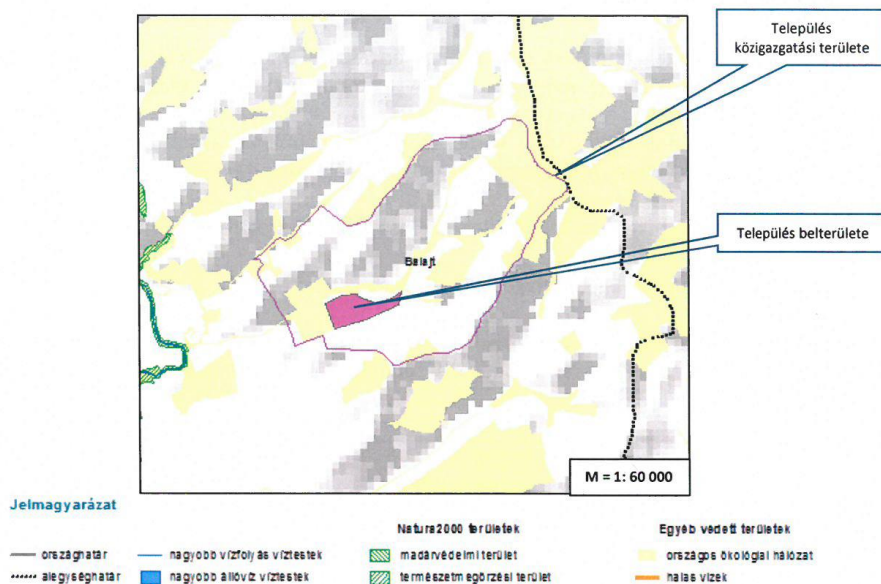 Település
közigazgatási területe
Balajt
Település belterülete
M = 1: 60 000
Jelmagyarázat
Natura2000 területek
Egyéb védett területek
országhatár
nagyobb vízfolyás víztestek
madárvédelmi terület
országos ökológiai hálózat
alegységhatár
nagyobb állóvíz víztestek
természetmegőrzési terület
halas vizek